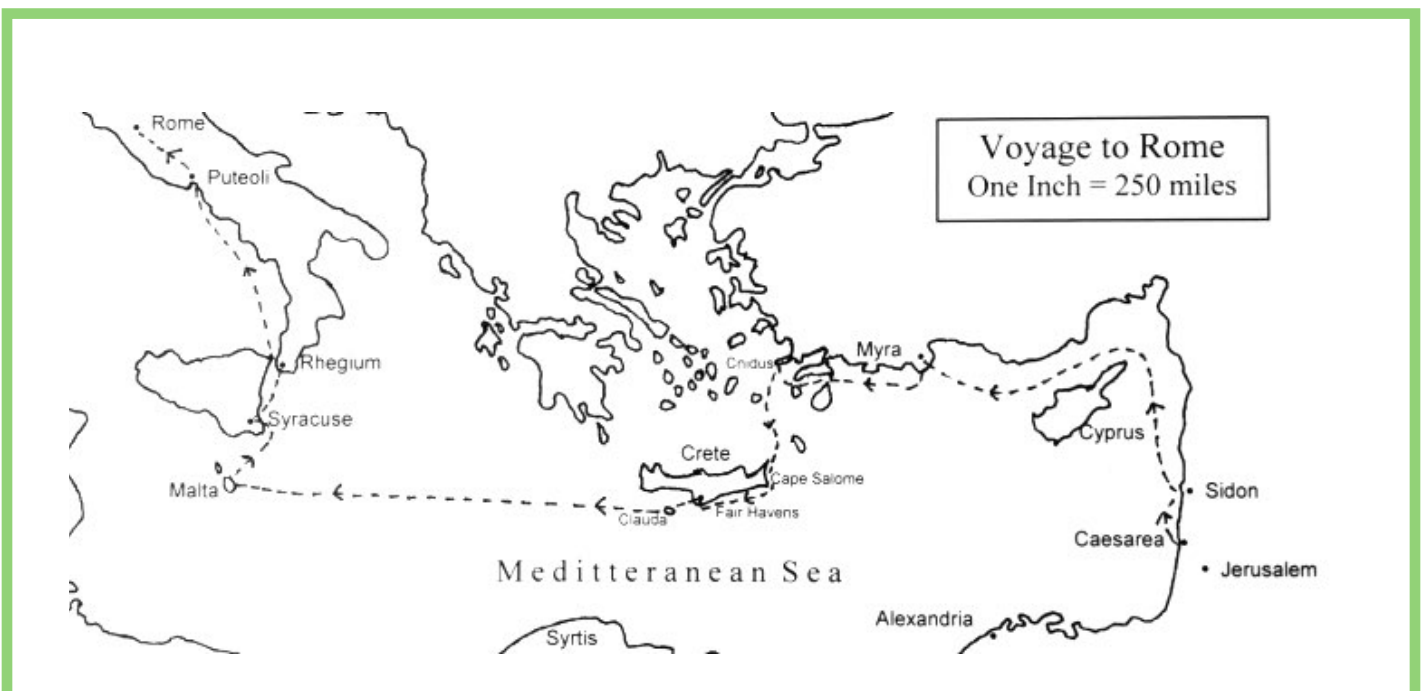 Voyage to Rome
One Inch = 250 miles
Rome
Puteoli
Rhegium
Syracuse
Malta
Myra
Cnidus
Crete
Cape Salome
Fair Havens
Clauda
Cyprus
Sidon
Caesarea
Jerusalem
Meditteranean Sea
Alexandria
Syrtis